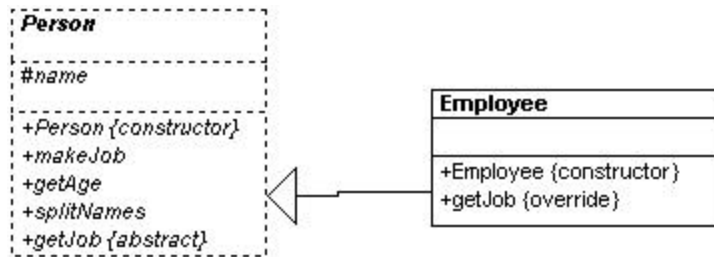 Person
#name
+Person {constructor}
+makeJob
+getAge
+splitNames
+getJob {abstract}
Employee
+Employee {constructor}
+getJob {override}